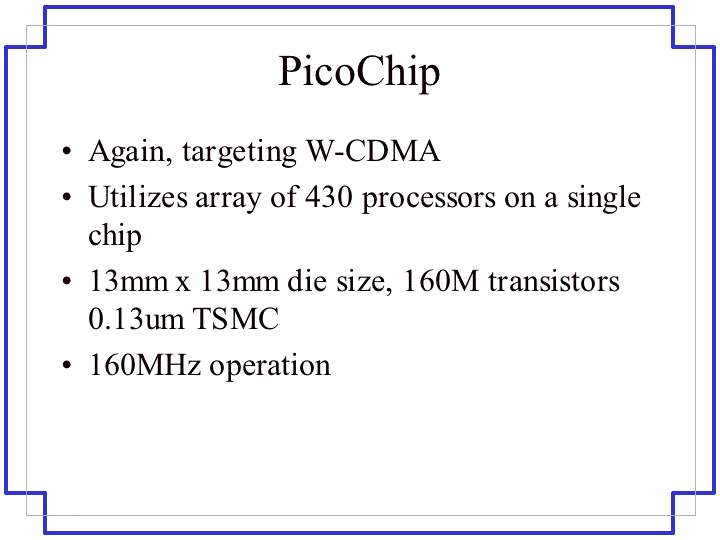 PicoChip
• Again, targeting W-CDMA
• Utilizes array of 430 processors on a single
chip
• 13mm x 13mm die size, 160M transistors
0.13um TSMC
• 160MHz operation